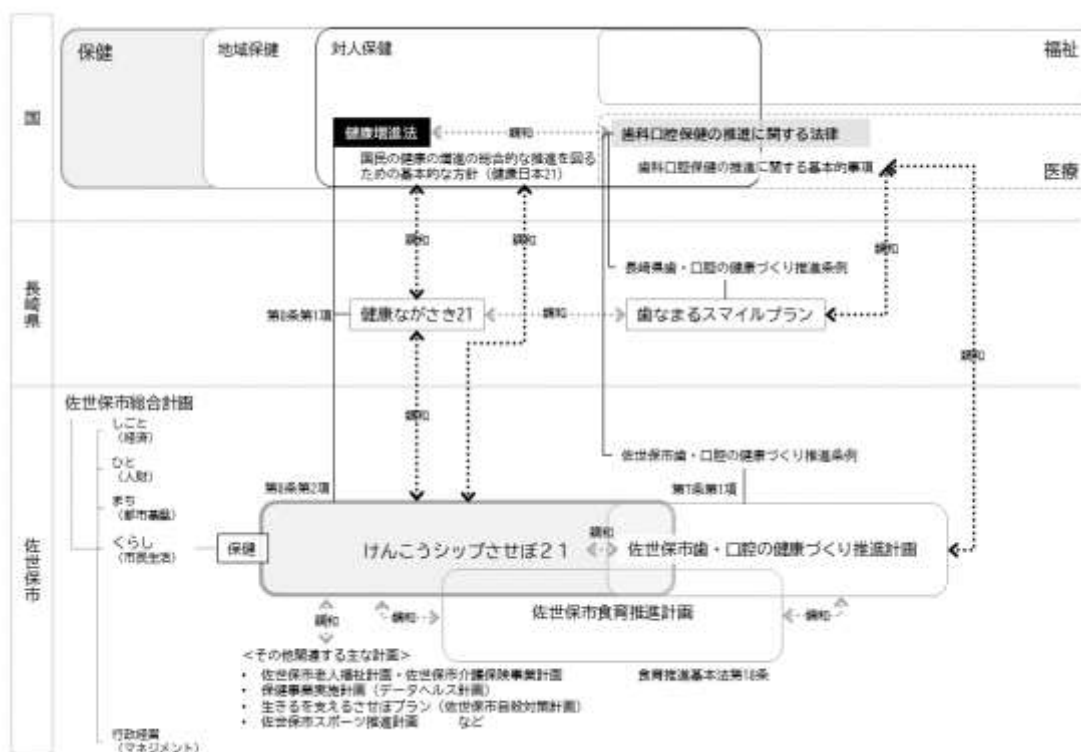 保健
地域保健
対人保健
福祉
国
健康増進法
調和
歯科口腔保健の推進に関する法律
国民の健康の増進の総合的な推進を図る
ための基本的な方針（健康日本21）
歯科口腔保健の推進に関する基本的事項
医療
調和
調和
調和
長崎県
長崎県歯・口腔の健康づくり推進条例
第8条第1項
健康ながさき21
調和
歯なまるスマイルプラン
調和
調和
佐世保市
佐世保市総合計画
しごと
（経済）
ひと
（人財）
まち
（都市基盤）
くらし
（市民生活）
佐世保市歯・口腔の健康づくり推進条例
第8条第2項
第7条第1項
保健
けんこうシップさせぼ２１
調和
佐世保市歯・口腔の健康づくり推進計画
佐世保市食育推進計画
調和
調和
調和
＜その他関連する主な計画＞
・ 佐世保市老人福祉計画・佐世保市介護保険事業計画
食育推進基本法第18条
・ 保健事業実施計画（データヘルス計画）
・ 生きるを支えるさせぼプラン（佐世保市自殺対策計画）
・ 佐世保市スポーツ推進計画 など
行政経営
（マネジメント）